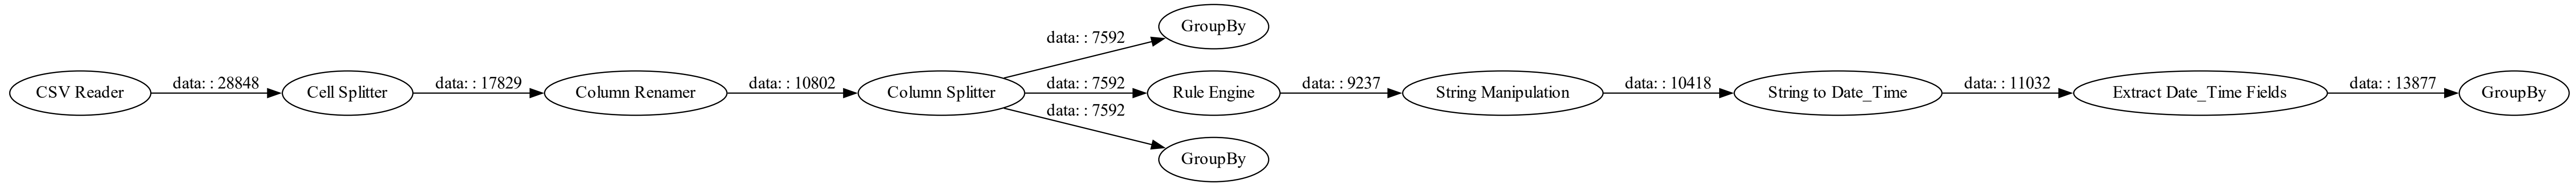 CSV Reader
data: : 28848
Cell Splitter
data: : 17829
Column Renamer
data: : 10802
Column Splitter
data: : 7592
GroupBy
data: : 7592
Rule Engine
data: : 7592
GroupBy
data: : 9237
String Manipulation
data: : 10418
String to Date_Time
data: : 11032
Extract Date_Time Fields
data: : 13877
GroupBy